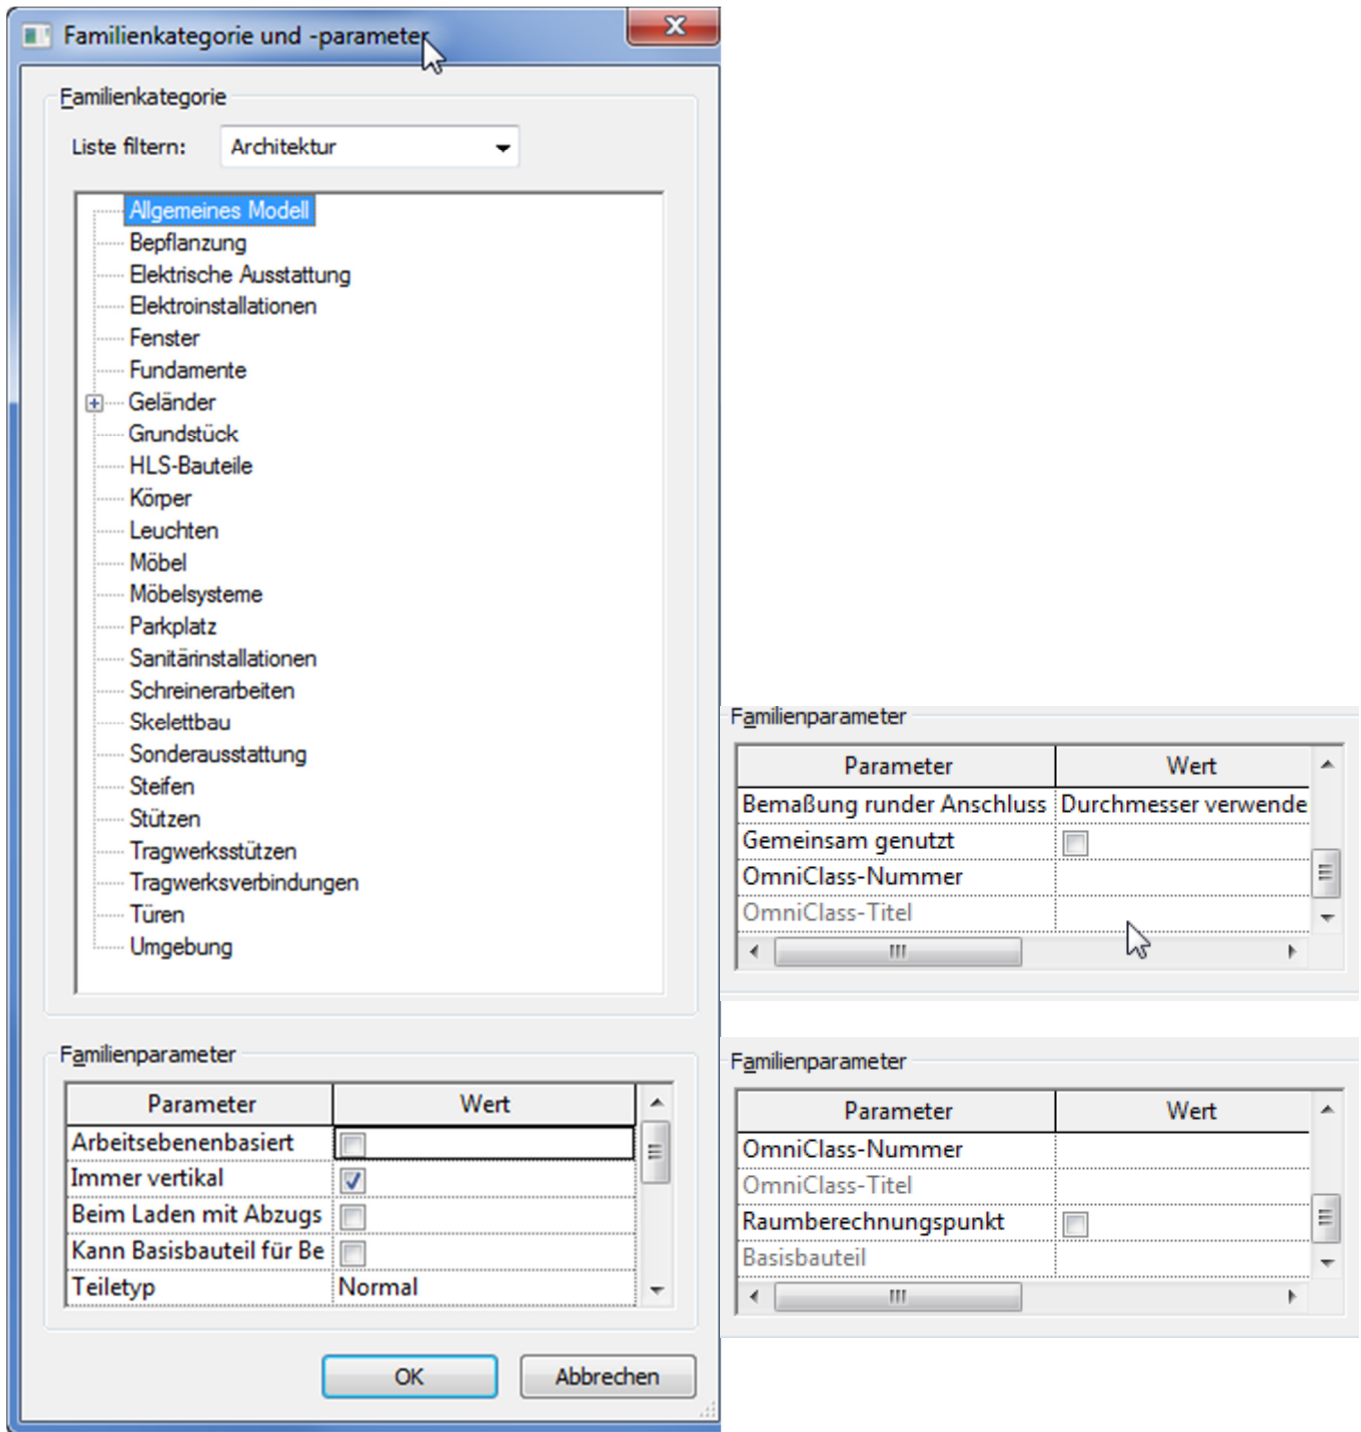 Familienkategorie und -parameter
Familienkategorie
Liste filtern: Architektur
Allgemeines Modell
Bepflanzung
Elektrische Ausstattung
Elektroinstallationen
Fenster
Fundamente
Geländer
Grundstück
HLS-Bauteile
Körper
Leuchten
Möbel
Möbelsysteme
Parkplatz
Sanitärinstallationen
Schreinerarbeiten
Skelettbau
Sonderausstattung
Steifen
Stützen
Tragwerksstützen
Tragwerksverbindungen
Türen
Umgebung
Familienparameter
Parameter Wert
Arbeitsebenenbasiert
Immer vertikal
Beim Laden mit Abzugs
Kann Basisbauteil für Be
Teiletyp Normal
OK Abbrechen
Familienparameter
Parameter Wert
Bemaßung runder Anschluss Durchmesser verwende
Gemeinsam genutzt
OmniClass-Nummer
OmniClass-Titel
Familienparameter
Parameter Wert
OmniClass-Nummer
OmniClass-Titel
Raumberechnungspunkt
Basisbauteil